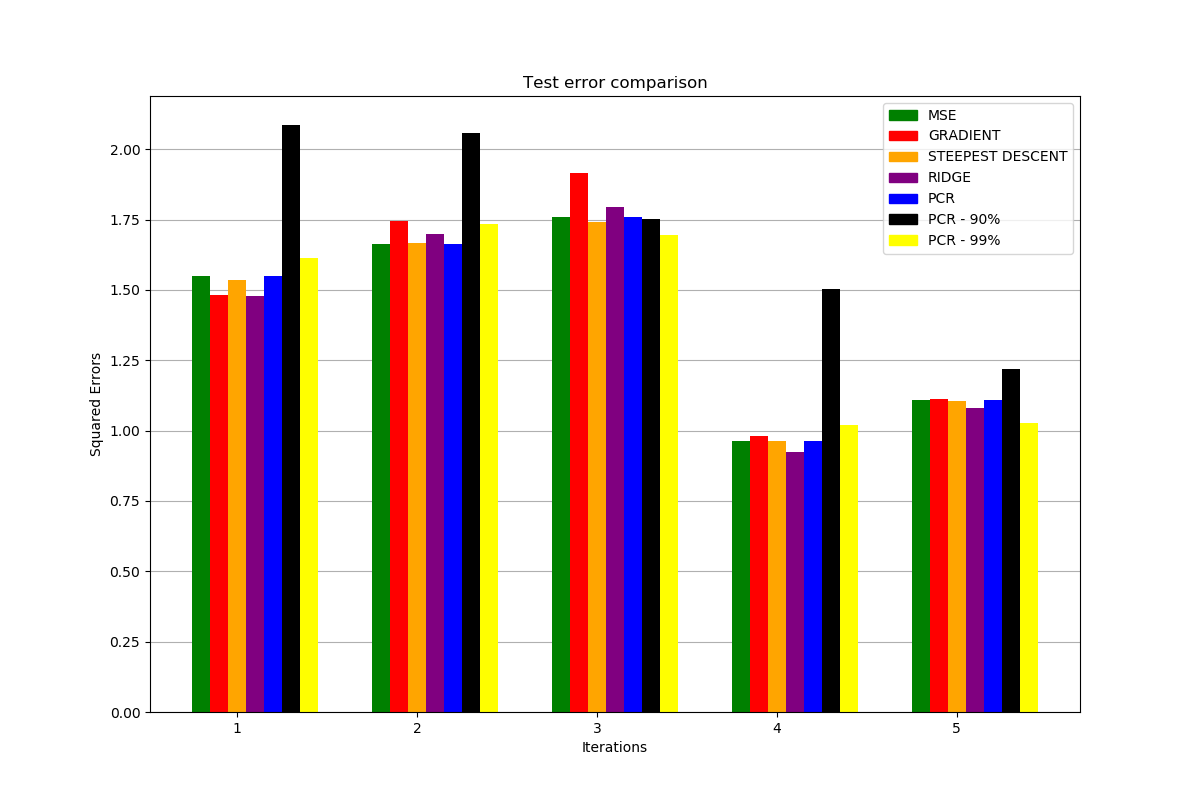 Test error comparison
MSE
GRADIENT
STEEPEST DESCENT
RIDGE
PCR
PCR - 90%
PCR - 99%
Squared Errors
2.00
1.75
1.50
1.25
1.00
0.75
0.50
0.25
0.00
1 2 3 4 5
Iterations